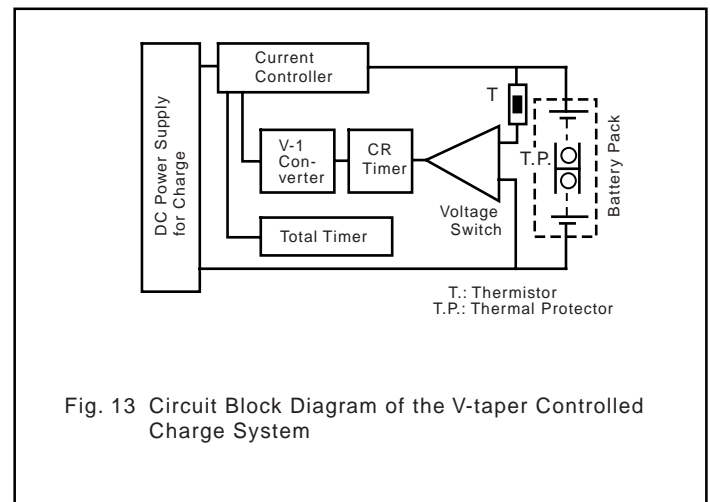 Current
Controller
DC Power Supply
for Charge
V-1
Con-
verter
CR
Timer
T
T.P.
Battery Pack
Voltage
Switch
Total Timer
T.: Thermistor
T.P.: Thermal Protector
Fig. 13 Circuit Block Diagram of the V-taper Controlled
Charge System